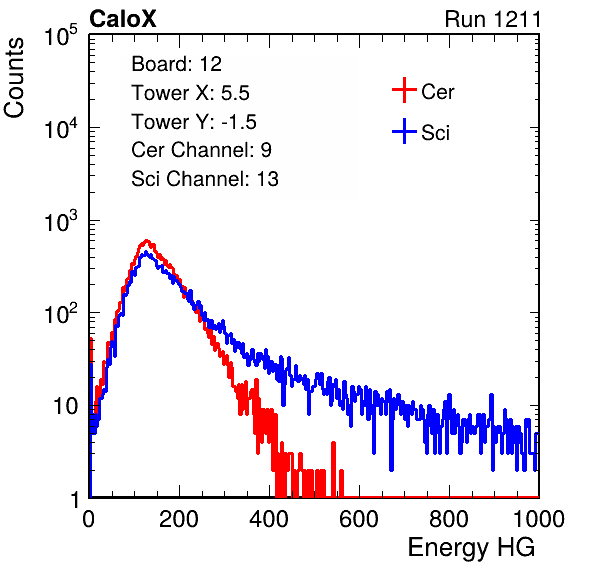 CaloX Run 1211
Counts
Board: 12
Tower X: 5.5
Tower Y: -1.5
Cer Channel: 9
Sci Channel: 13
Cer
Sci
10^5
10^4
10^3
10^2
10
1
0 200 400 600 800 1000
Energy HG